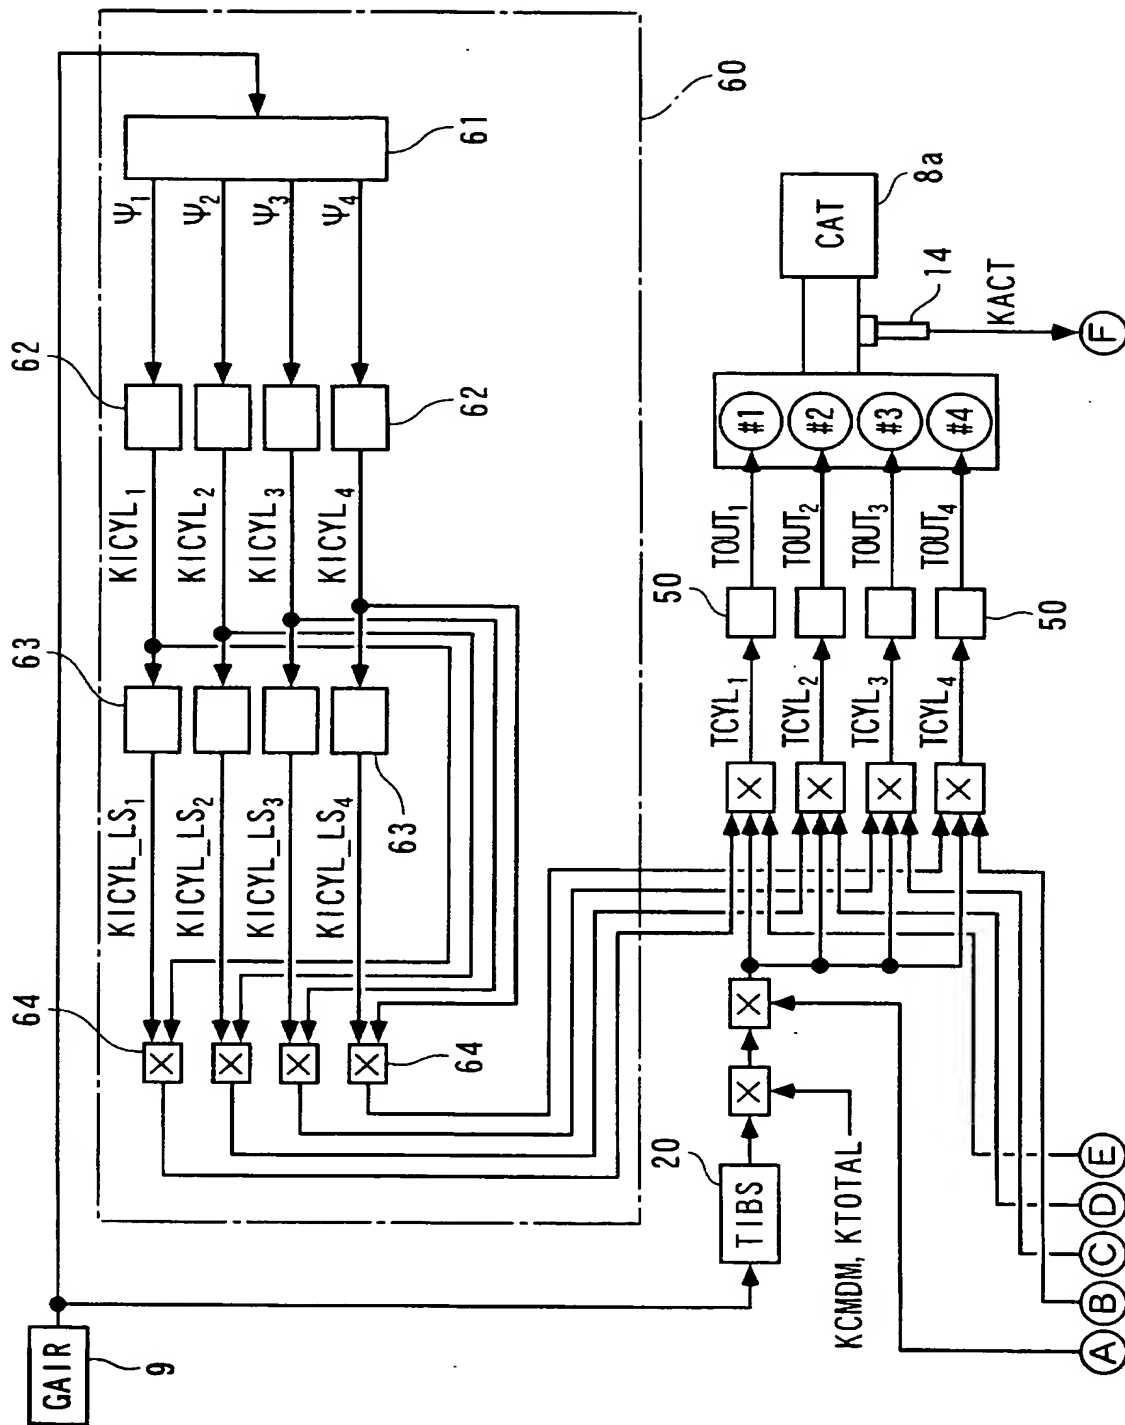 GAIR
9
64
63
62
KICYL_LS₁
KICYL₁
Ψ₁
KICYL_LS₂
KICYL₂
Ψ₂
KICYL_LS₃
KICYL₃
Ψ₃
KICYL_LS₄
KICYL₄
Ψ₄
64
63
62
61
60
20
50
TIBS
TCYL₁
TOUT₁
#1
TCYL₂
TOUT₂
#2
TCYL₃
TOUT₃
#3
TCYL₄
TOUT₄
#4
50
CAT
8a
14
KACT
KCMDM, KTOTAL
A
B
C
D
E
F